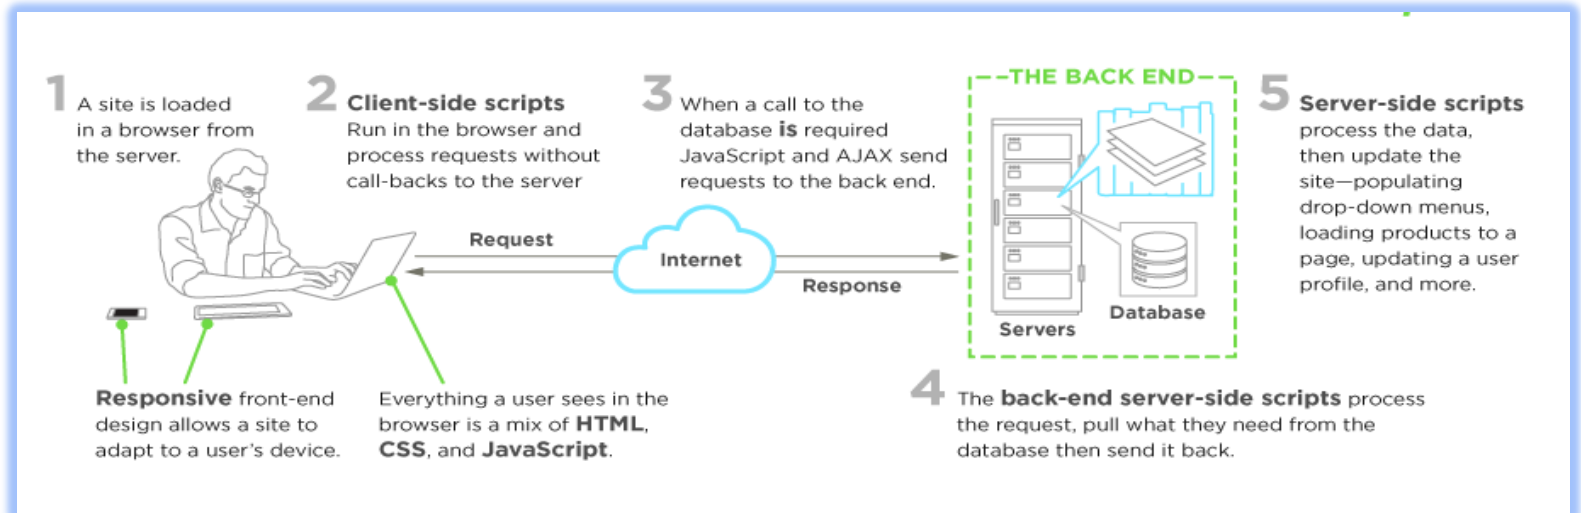 1 A site is loaded
in a browser from
the server.
2 Client-side scripts
Run in the browser and
process requests without
call-backs to the server
3 When a call to the
database is required
JavaScript and AJAX send
requests to the back end.
THE BACK END
5 Server-side scripts
process the data,
then update the
site—populating
drop-down menus,
loading products to a
page, updating a user
profile, and more.
Request
Internet
Response
Servers
Database
Responsive front-end
design allows a site to
adapt to a user's device.
Everything a user sees in the
browser is a mix of HTML,
CSS, and JavaScript.
4 The back-end server-side scripts process
the request, pull what they need from the
database then send it back.